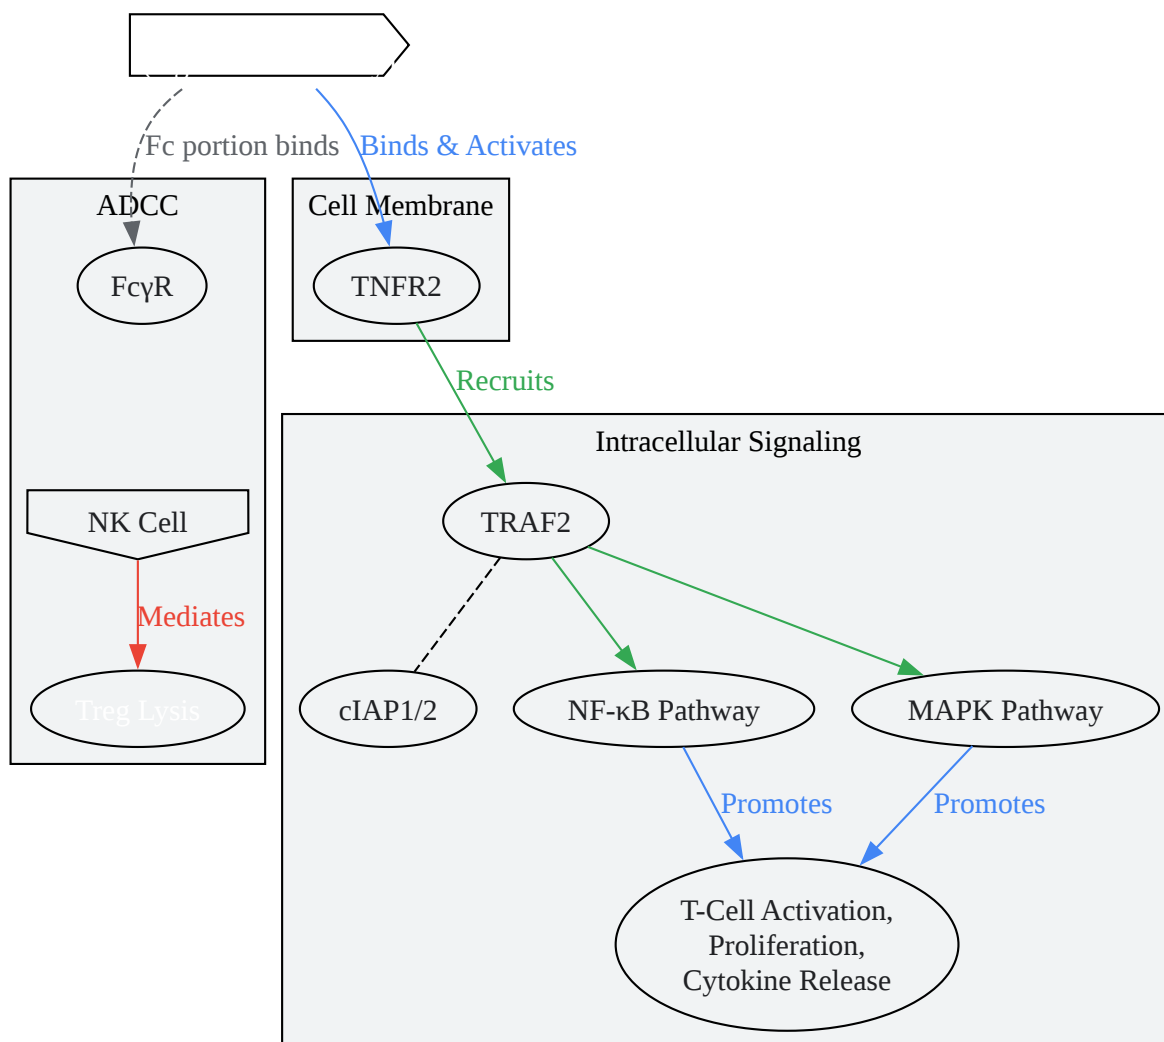 Fc portion binds
Binds & Activates
ADCC
Cell Membrane
FcγR
TNFR2
Recruits
Intracellular Signaling
NK Cell
TRAF2
Mediates
Treg Lysis
cIAP1/2
NF-κB Pathway
MAPK Pathway
Promotes
Promotes
T-Cell Activation,
Proliferation,
Cytokine Release